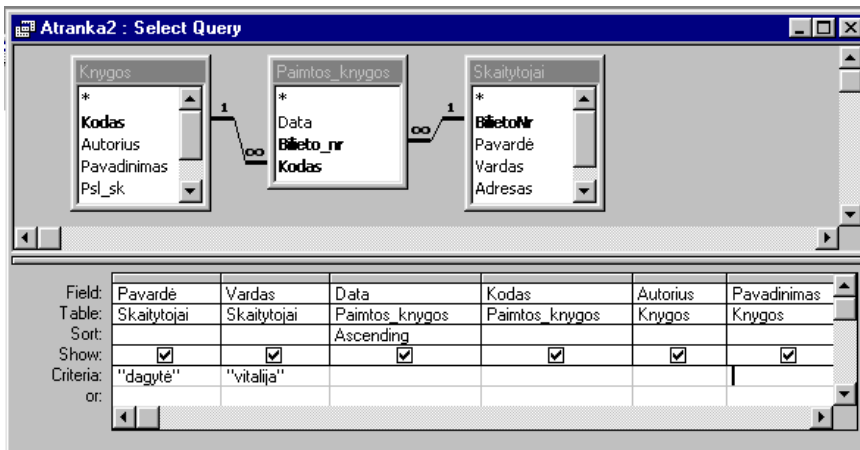 Atranka2 : Select Query
Knygos Paimtos_knygos Skaitytojai
* * *
Kodas Data BilietoNr
Autorius Bilieto_nr Pavardė
Pavadinimas Kodas Vardas
Psl_sk Adresas
1 ∞ ∞ 1
Field: Pavardė Vardas Data Kodas Autorius Pavadinimas
Table: Skaitytojai Skaitytojai Paimtos_knygos Paimtos_knygos Knygos Knygos
Sort: Ascending
Show:
Criteria: "dagytė" "vitalija"
or: